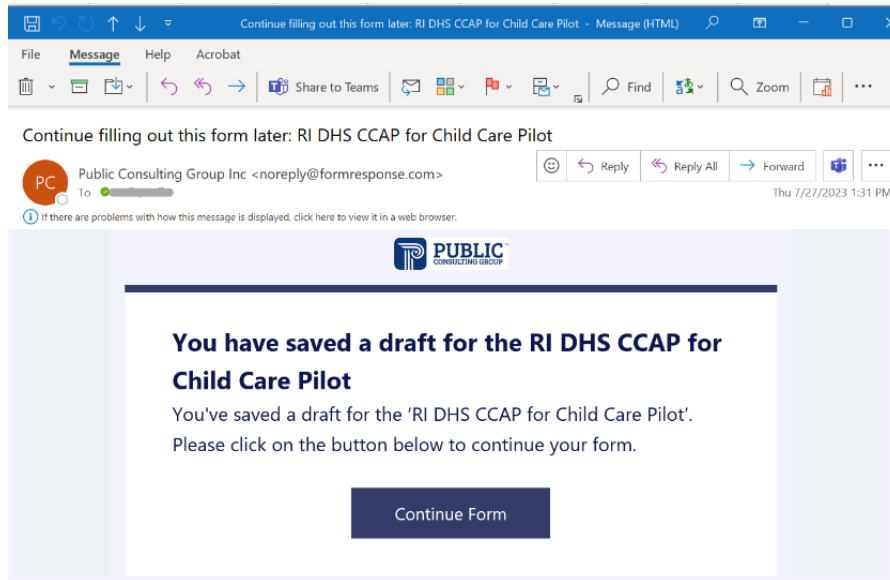 Continue filling out this form later: RI DHS CCAP for Child Care Pilot - Message (HTML)
File Message Help Acrobat
Share to Teams Find Zoom
Continue filling out this form later: RI DHS CCAP for Child Care Pilot
PC
Public Consulting Group Inc <noreply@formresponse.com>
Reply Reply All Forward
To
Thu 7/27/2023 1:31 PM
If there are problems with how this message is displayed, click here to view it in a web browser.
PUBLIC
CONSULTING GROUP
You have saved a draft for the RI DHS CCAP for
Child Care Pilot
You've saved a draft for the ‘RI DHS CCAP for Child Care Pilot’.
Please click on the button below to continue your form.
Continue Form